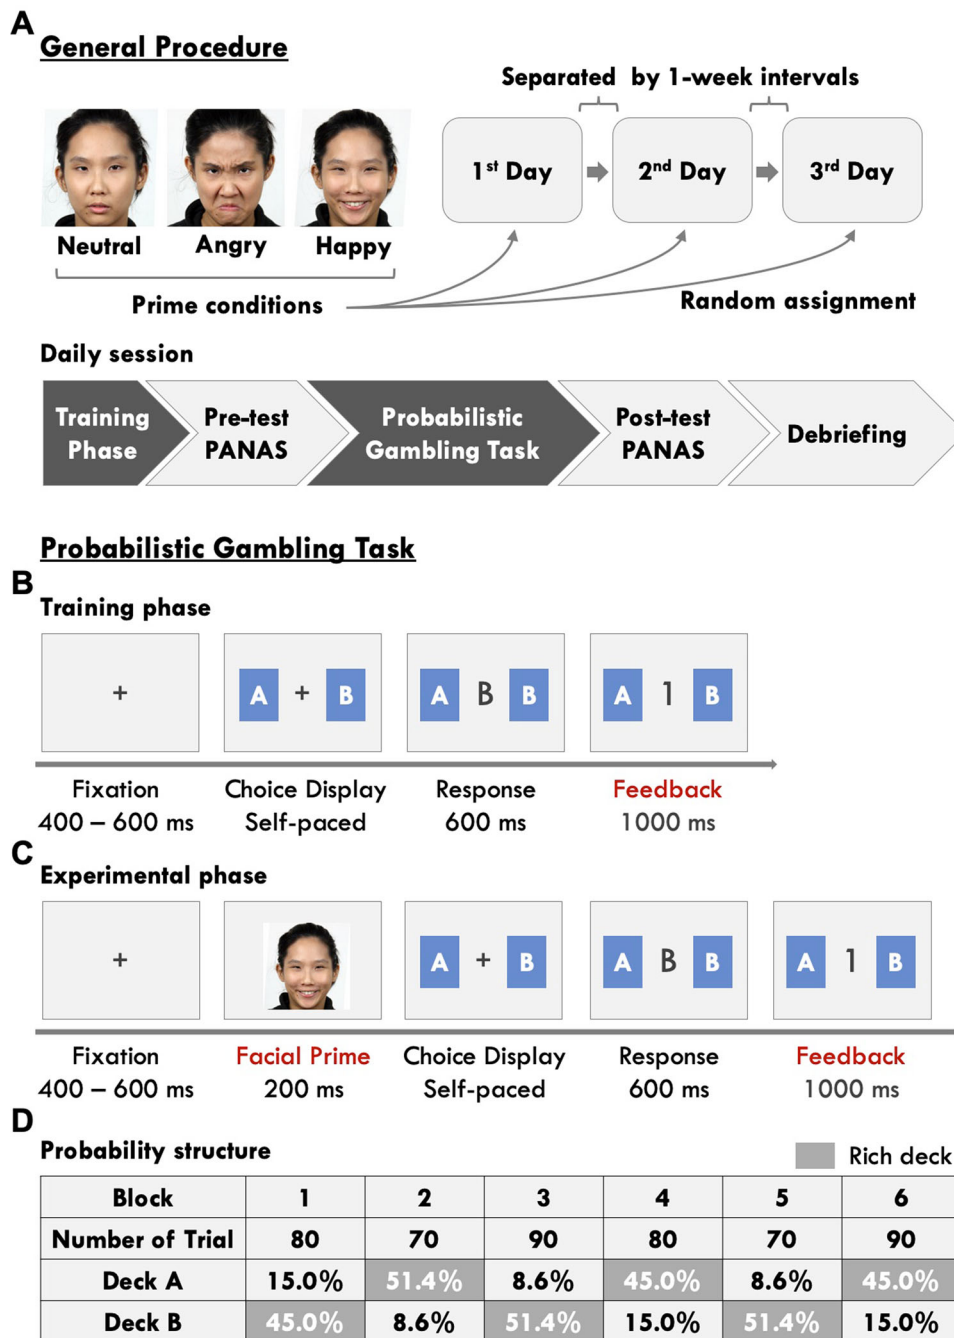 A
General Procedure
Separated by 1-week intervals
1st Day
2nd Day
3rd Day
Neutral
Angry
Happy
Prime conditions
Random assignment
Daily session
Training
Phase
Pre-test
PANAS
Probabilistic
Gambling Task
Post-test
PANAS
Debriefing
Probabilistic Gambling Task
B
Training phase
+
A + B
A B B
A 1 B
Fixation
400 – 600 ms
Choice Display
Self-paced
Response
600 ms
Feedback
1000 ms
C
Experimental phase
+
A + B
A B B
A 1 B
Fixation
400 – 600 ms
Facial Prime
200 ms
Choice Display
Self-paced
Response
600 ms
Feedback
1000 ms
D
Probability structure
Rich deck
Block 1 2 3 4 5 6
Number of Trial 80 70 90 80 70 90
Deck A 15.0% 51.4% 8.6% 45.0% 8.6% 45.0%
Deck B 45.0% 8.6% 51.4% 15.0% 51.4% 15.0%